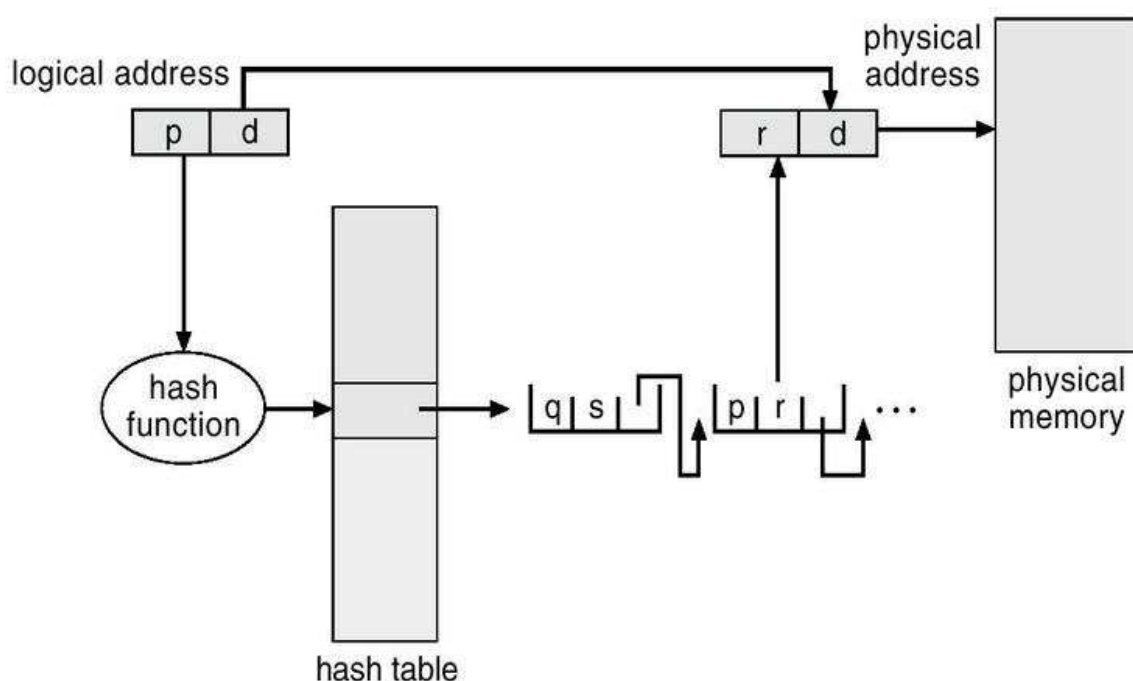 logical address
physical
address
p d
r d
hash
function
q s
p r
...
physical
memory
hash table